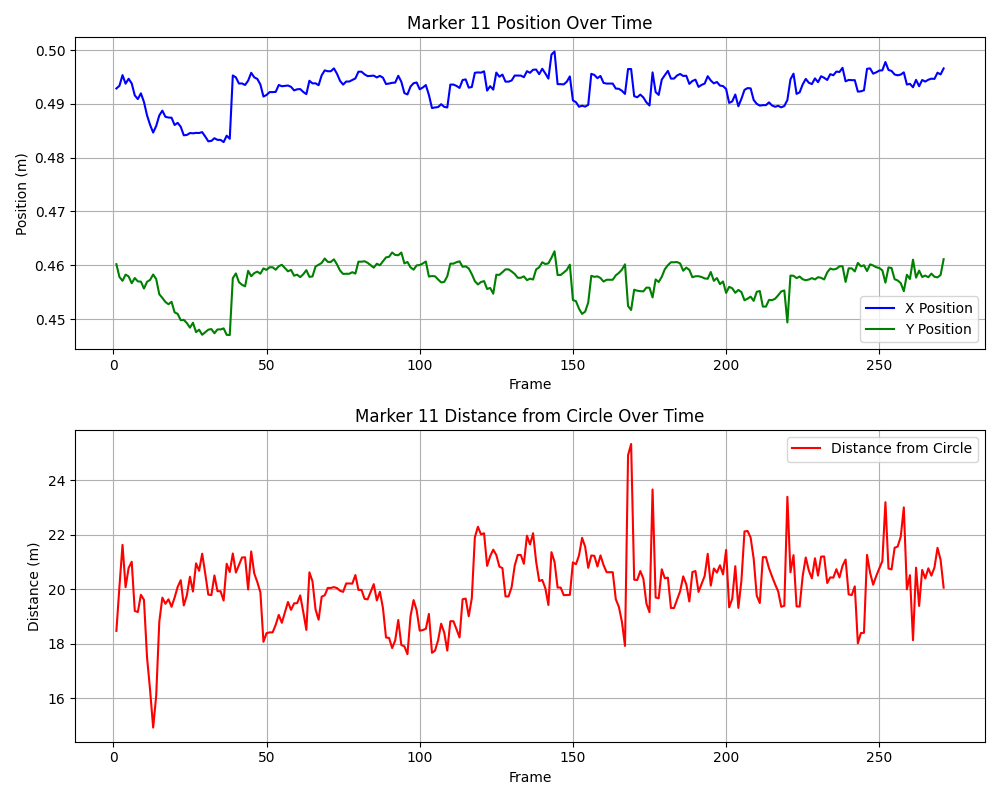 Marker 11 Position Over Time
0.50
0.49
0.48
0.47
0.46
0.45
Position (m)
X Position
Y Position
0 50 100 150 200 250
Frame
Marker 11 Distance from Circle Over Time
24
22
20
18
16
Distance (m)
Distance from Circle
0 50 100 150 200 250
Frame